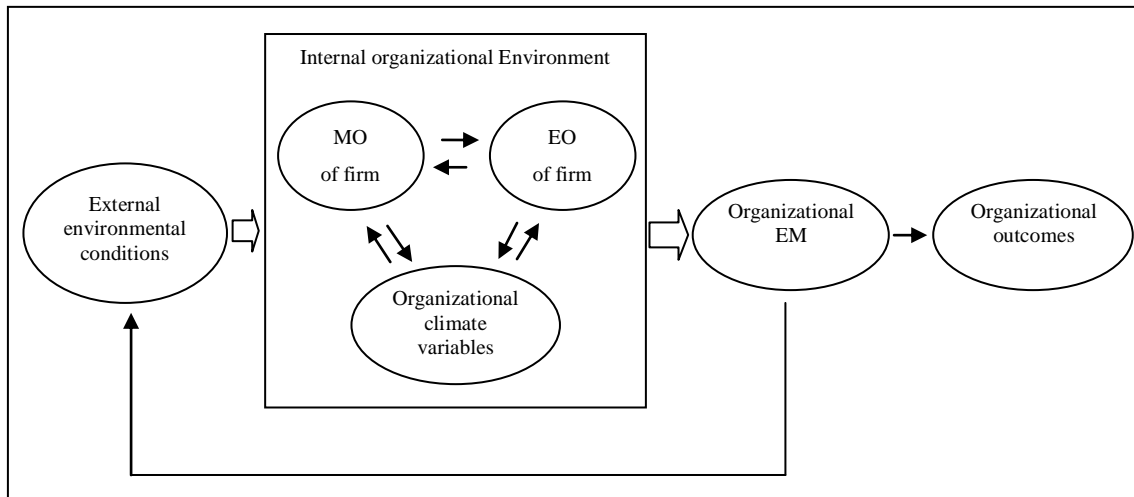 Internal organizational Environment
MO
of firm
EO
of firm
External
environmental
conditions
Organizational
climate
variables
Organizational
EM
Organizational
outcomes